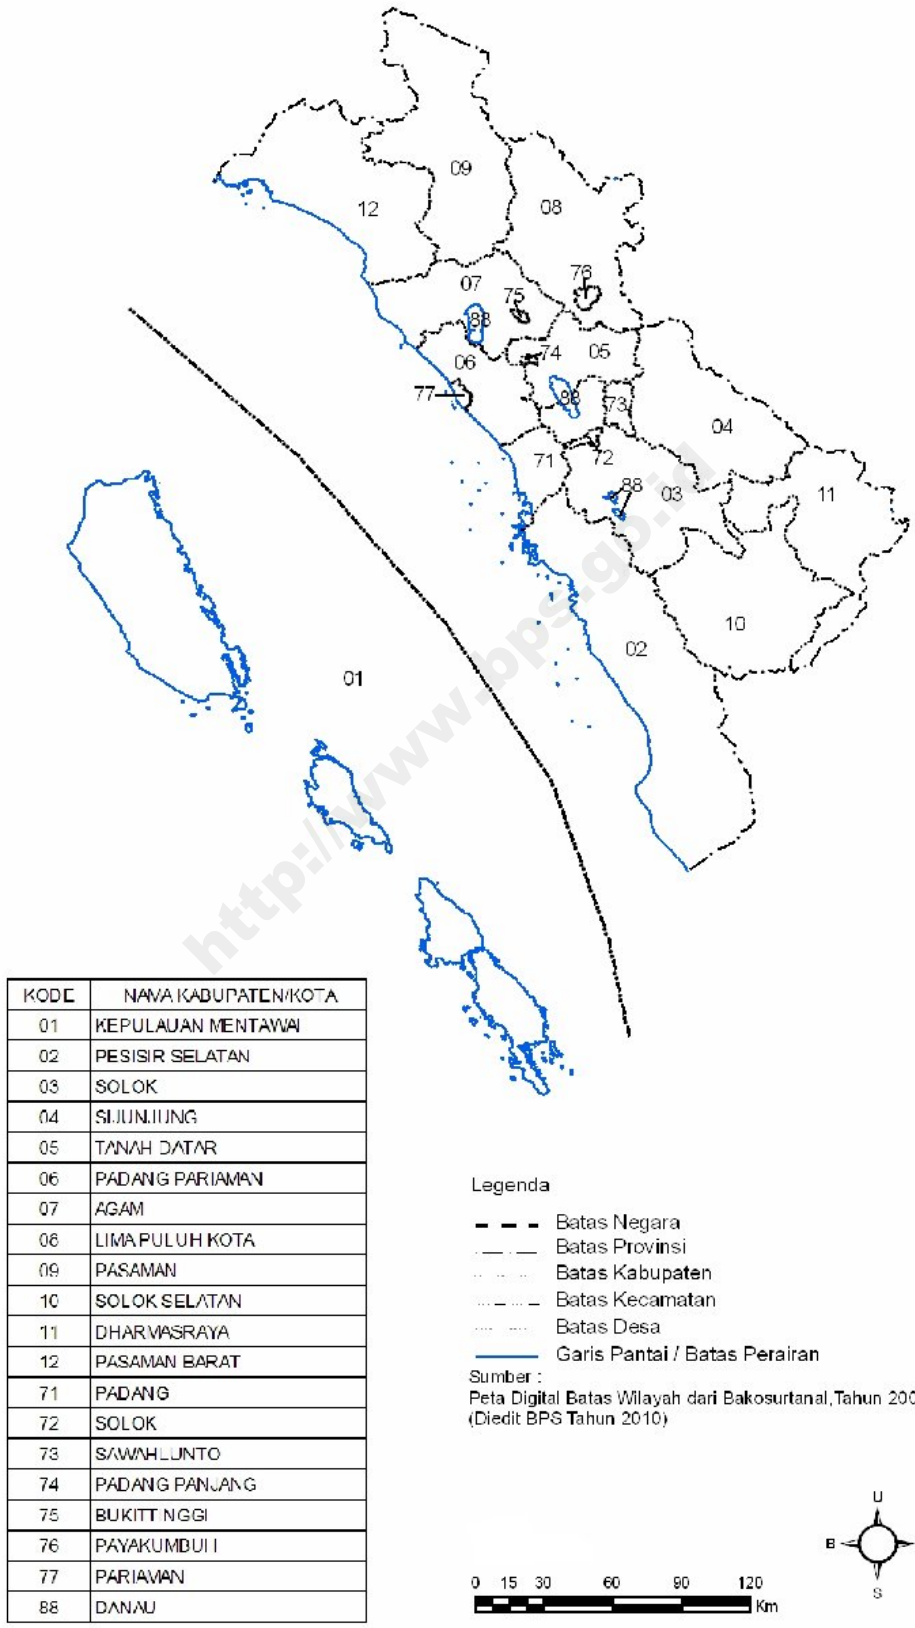 09
12
08
76
07
75
88
74
05
06
77
88
73
04
71
72
88
03
11
10
02
01
http://www.bps.go.id
KODE NAMA KABUPATEN/KOTA
01 KEPULAUAN MENTAWAI
02 PESISIR SELATAN
03 SOLOK
04 SIJUNJUNG
05 TANAH DATAR
06 PADANG PARIAMAN
07 AGAM
08 LIMA PULUH KOTA
09 PASAMAN
10 SOLOK SELATAN
11 DHARMASRAYA
12 PASAMAN BARAT
71 PADANG
72 SOLOK
73 SAWAHLUNTO
74 PADANG PANJANG
75 BUKITTINGGI
76 PAYAKUMBUH
77 PARIAMAN
88 DANAU
Legenda
Batas Negara
Batas Provinsi
Batas Kabupaten
Batas Kecamatan
Batas Desa
Garis Pantai / Batas Perairan
Sumber :
Peta Digital Batas Wilayah dari Bakosurtanal, Tahun 200
(Diedit BPS Tahun 2010)
U
B
S
0 15 30 60 90 120
Km